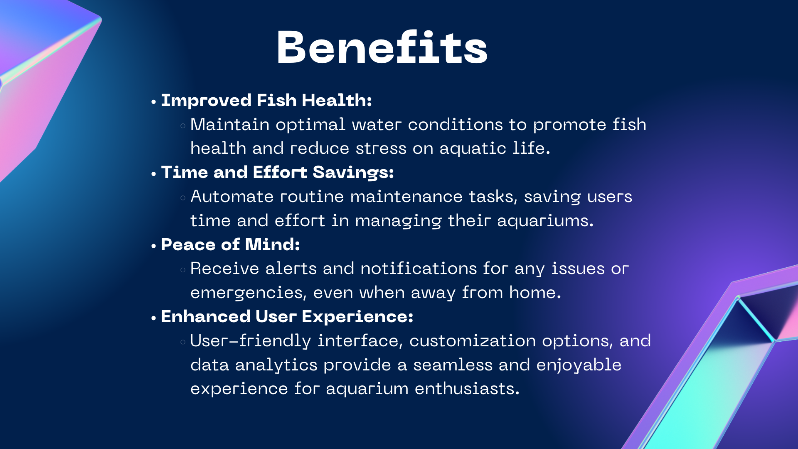 Benefits
• Improved Fish Health:
◦ Maintain optimal water conditions to promote fish
health and reduce stress on aquatic life.
• Time and Effort Savings:
◦ Automate routine maintenance tasks, saving users
time and effort in managing their aquariums.
• Peace of Mind:
◦ Receive alerts and notifications for any issues or
emergencies, even when away from home.
• Enhanced User Experience:
◦ User-friendly interface, customization options, and
data analytics provide a seamless and enjoyable
experience for aquarium enthusiasts.